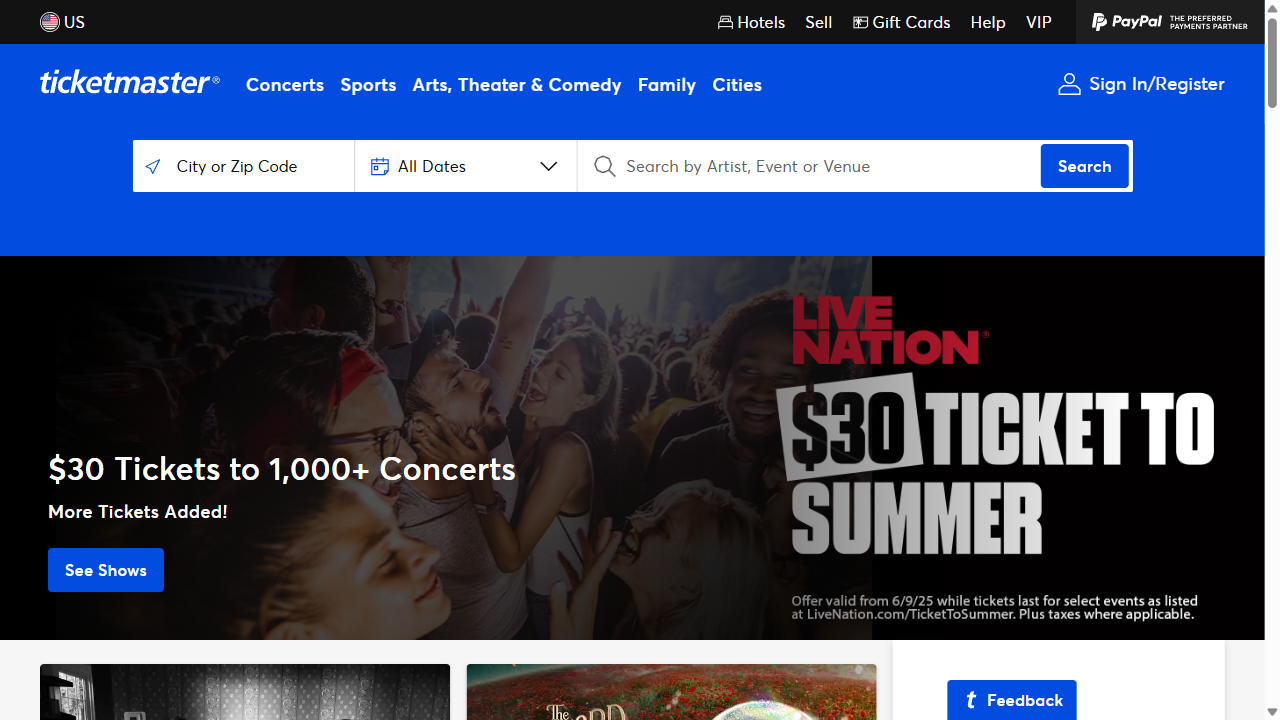 US
Hotels
Sell
Gift Cards
Help
VIP
PayPal
THE PREFERRED
PAYMENTS PARTNER
ticketmaster®
Concerts
Sports
Arts, Theater & Comedy
Family
Cities
Sign In/Register
City or Zip Code
All Dates
Search by Artist, Event or Venue
Search
LIVE
NATION®
$30 TICKET TO
SUMMER
$30 Tickets to 1,000+ Concerts
More Tickets Added!
See Shows
Offer valid from 6/9/25 while tickets last for select events as listed
at LiveNation.com/TicketToSummer. Plus taxes where applicable.
The
t Feedback